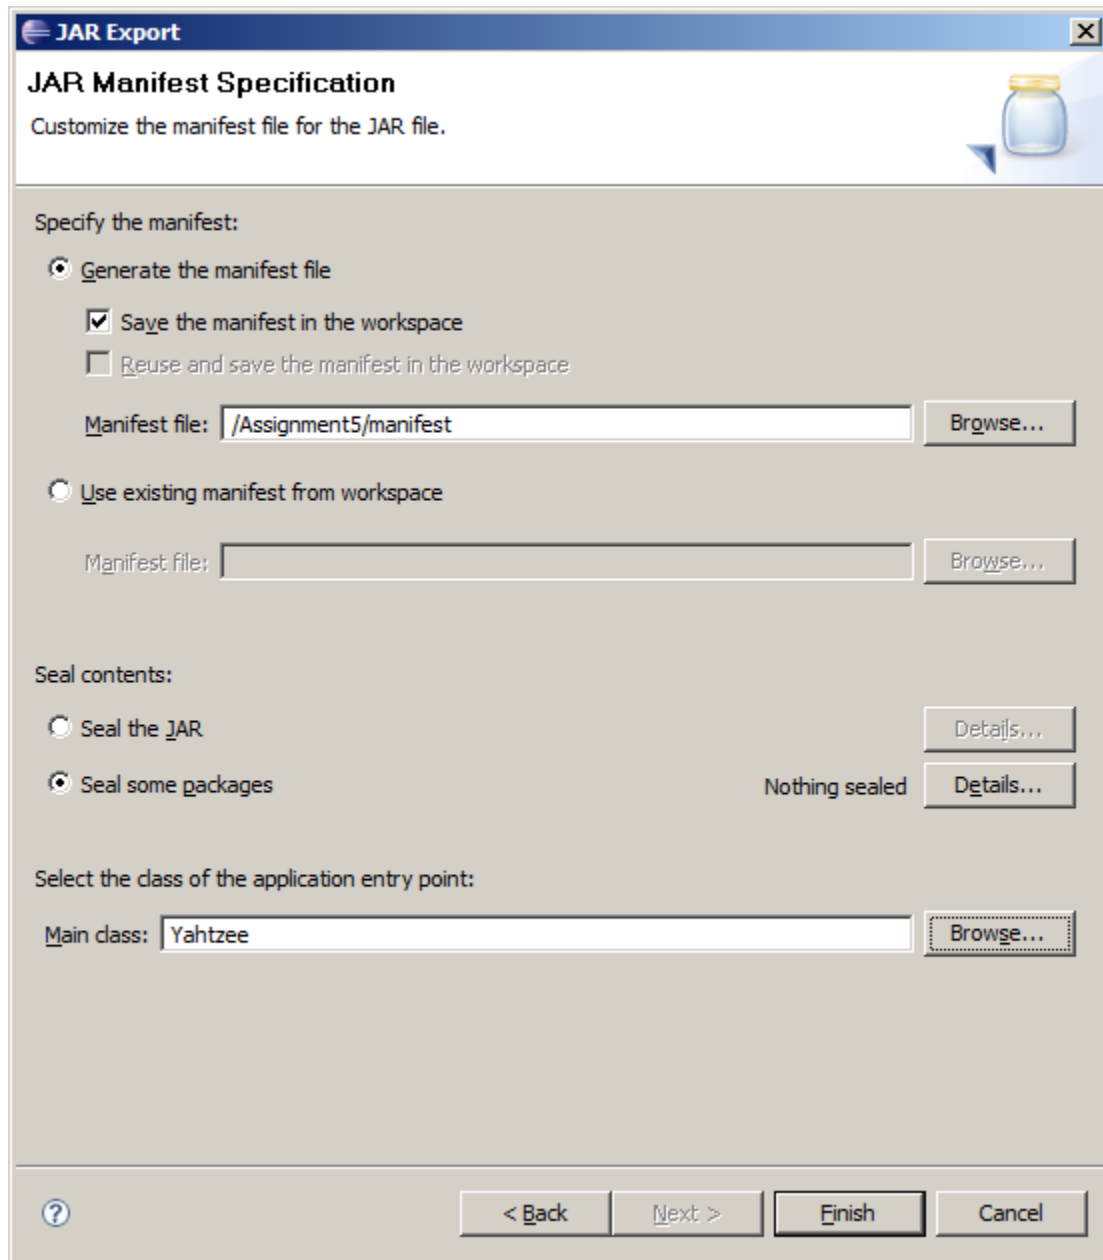 JAR Export
JAR Manifest Specification
Customize the manifest file for the JAR file.
Specify the manifest:
Generate the manifest file
Save the manifest in the workspace
Reuse and save the manifest in the workspace
Manifest file: /Assignment5/manifest Browse...
Use existing manifest from workspace
Manifest file: Browse...
Seal contents:
Seal the JAR Details...
Seal some packages Nothing sealed Details...
Select the class of the application entry point:
Main class: Yahtzee Browse...
? < Back Next > Finish Cancel